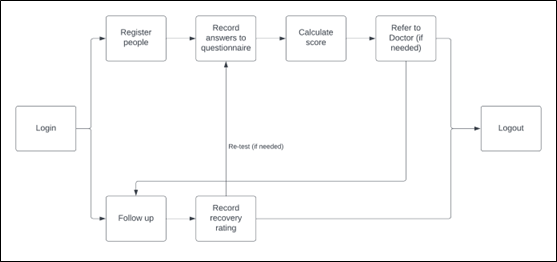 Register
people
Record
answers to
questionnaire
Calculate
score
Refer to
Doctor (if
needed)
Login
Logout
Re-test (if needed)
Follow up
Record
recovery
rating